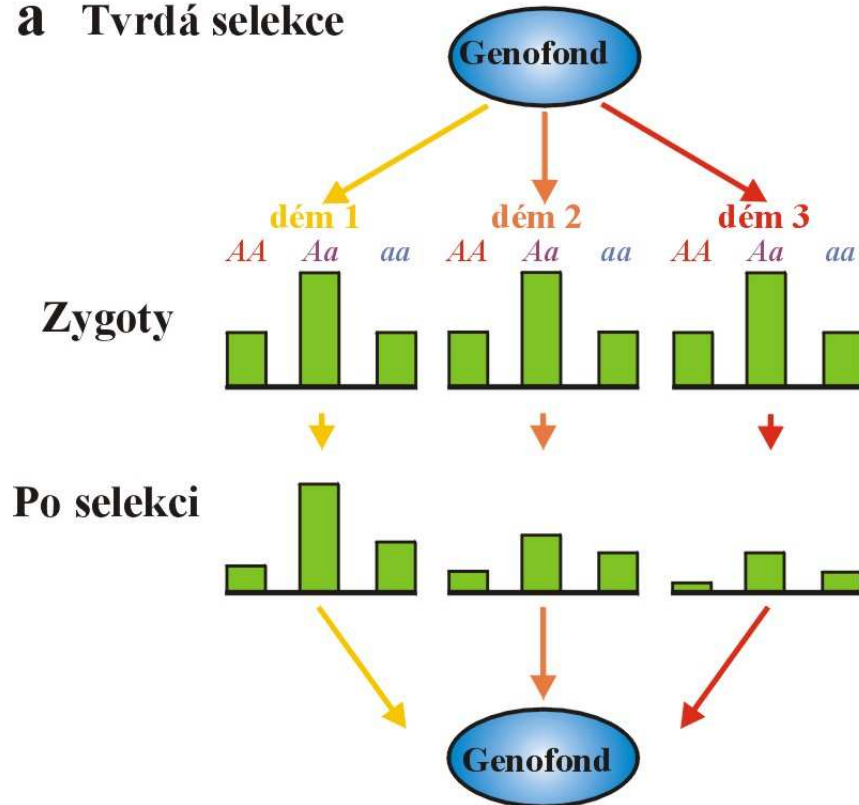 a Tvrdá selekce
Genofond
dém 1 dém 2 dém 3
AA Aa aa AA Aa aa AA Aa aa
Zygoty
Po selekci
Genofond